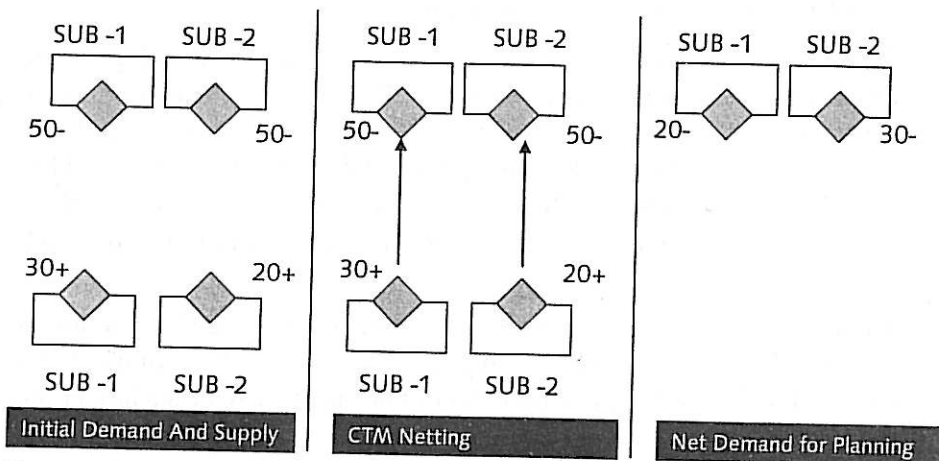 SUB -1 SUB -2
50- 50-
30+ 20+
SUB -1 SUB -2
Initial Demand And Supply
SUB -1 SUB -2
50- 50-
30+ 20+
SUB -1 SUB -2
CTM Netting
SUB -1 SUB -2
20- 30-
Net Demand for Planning